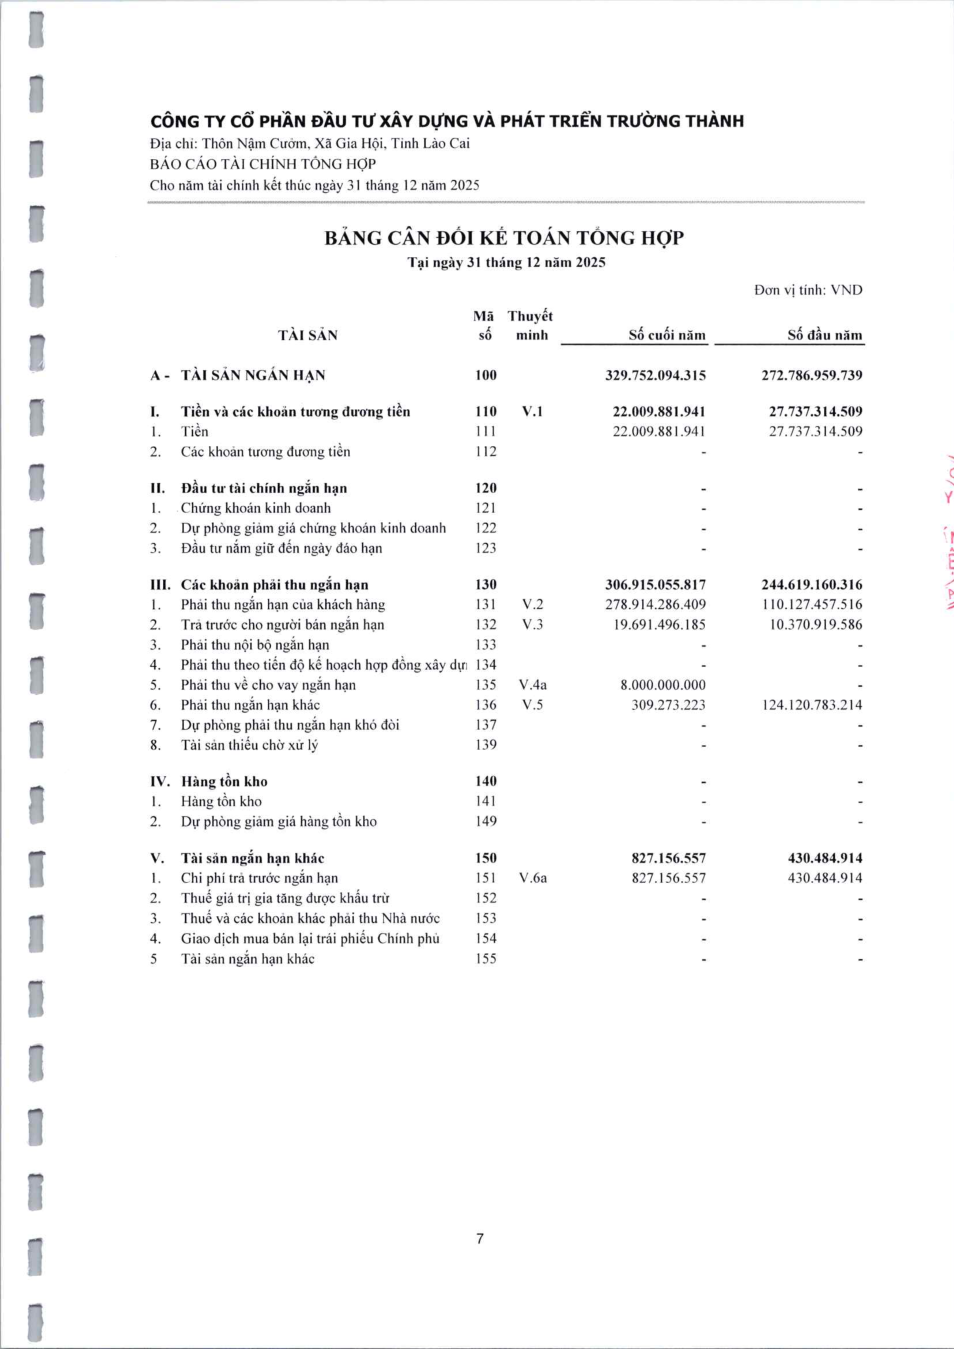 CÔNG TY CỔ PHẦN ĐẦU TƯ XÂY DỰNG VÀ PHÁT TRIỂN TRƯỜNG THÀNH
Địa chỉ: Thôn Nậm Cưởm, Xã Gia Hội, Tỉnh Lào Cai
BÁO CÁO TÀI CHÍNH TỔNG HỢP
Cho năm tài chính kết thúc ngày 31 tháng 12 năm 2025
BẢNG CÂN ĐỐI KẾ TOÁN TỔNG HỢP
Tại ngày 31 tháng 12 năm 2025
Đơn vị tính: VND
TÀI SẢN Mã số Thuyết minh Số cuối năm Số đầu năm
A - TÀI SẢN NGẮN HẠN 100 329.752.094.315 272.786.959.739
I. Tiền và các khoản tương đương tiền 110 V.1 22.009.881.941 27.737.314.509
1. Tiền 111 22.009.881.941 27.737.314.509
2. Các khoản tương đương tiền 112 - -
II. Đầu tư tài chính ngắn hạn 120 - -
1. Chứng khoán kinh doanh 121 - -
2. Dự phòng giảm giá chứng khoán kinh doanh 122 - -
3. Đầu tư nắm giữ đến ngày đáo hạn 123 - -
III. Các khoản phải thu ngắn hạn 130 306.915.055.817 244.619.160.316
1. Phải thu ngắn hạn của khách hàng 131 V.2 278.914.286.409 110.127.457.516
2. Trả trước cho người bán ngắn hạn 132 V.3 19.691.496.185 10.370.919.586
3. Phải thu nội bộ ngắn hạn 133 - -
4. Phải thu theo tiến độ kế hoạch hợp đồng xây dựi 134 - -
5. Phải thu về cho vay ngắn hạn 135 V.4a 8.000.000.000 -
6. Phải thu ngắn hạn khác 136 V.5 309.273.223 124.120.783.214
7. Dự phòng phải thu ngắn hạn khó đòi 137 - -
8. Tài sản thiếu chờ xử lý 139 - -
IV. Hàng tồn kho 140 - -
1. Hàng tồn kho 141 - -
2. Dự phòng giảm giá hàng tồn kho 149 - -
V. Tài sản ngắn hạn khác 150 827.156.557 430.484.914
1. Chi phí trả trước ngắn hạn 151 V.6a 827.156.557 430.484.914
2. Thuế giá trị gia tăng được khấu trừ 152 - -
3. Thuế và các khoản khác phải thu Nhà nước 153 - -
4. Giao dịch mua bán lại trái phiếu Chính phủ 154 - -
5 Tài sản ngắn hạn khác 155 - -
7